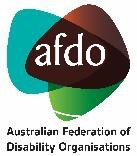 afdo
Australian Federation of
Disability Organisations